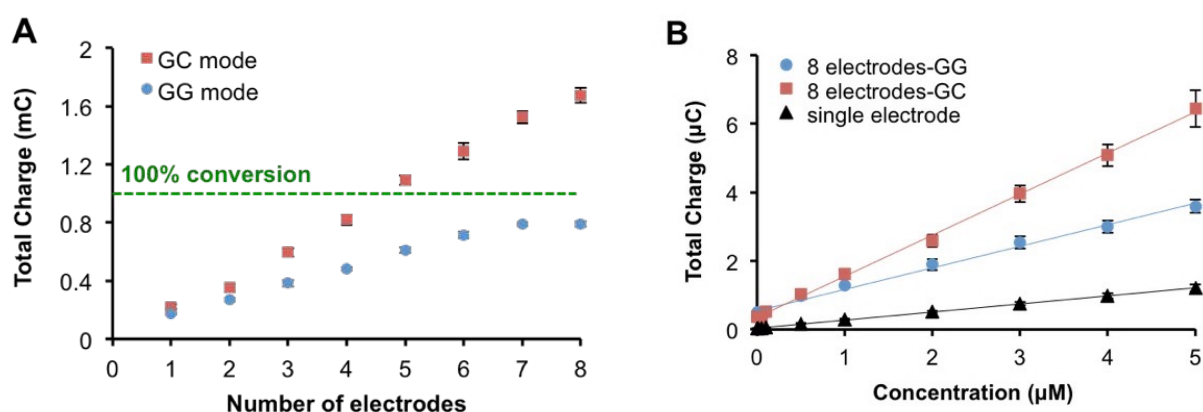 A
GC mode
GG mode
100% conversion
Total Charge (mC)
2
1.6
1.2
0.8
0.4
0
0 1 2 3 4 5 6 7 8
Number of electrodes
B
8 electrodes-GG
8 electrodes-GC
single electrode
Total Charge (µC)
8
6
4
2
0
0 1 2 3 4 5
Concentration (µM)